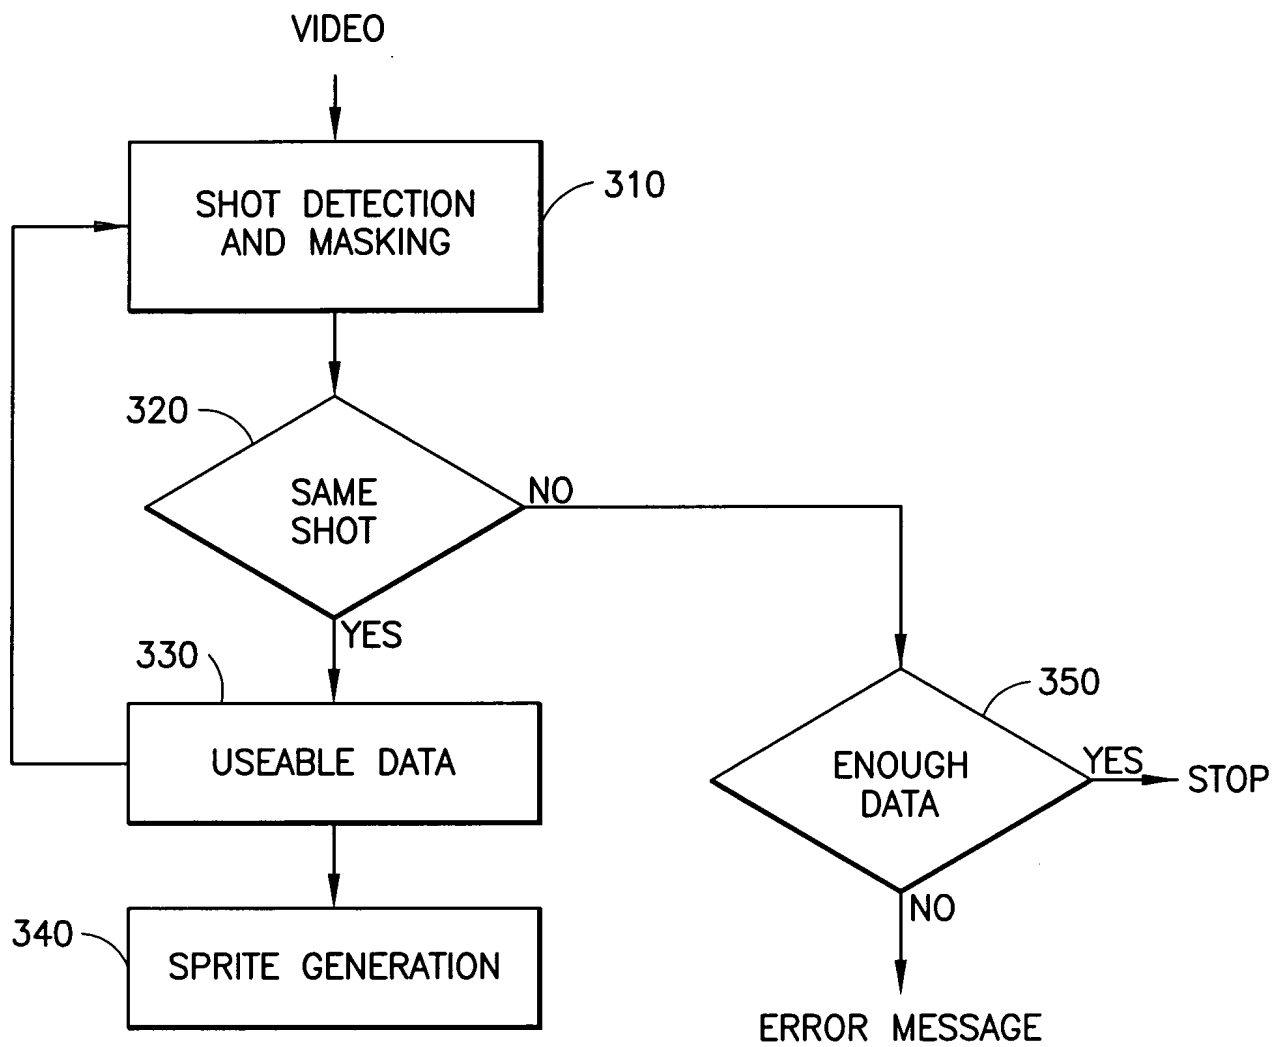 VIDEO
SHOT DETECTION
AND MASKING
310
320
SAME
SHOT
NO
YES
330
USEABLE DATA
350
ENOUGH
DATA
YES
STOP
NO
340
SPRITE GENERATION
ERROR MESSAGE